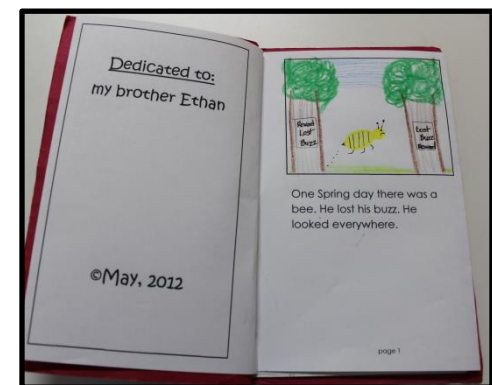 Dedicated to:
my brother Ethan
©May, 2012
Reward
Lost
Buzz
Lost
Buzz
Reward
One Spring day there was a
bee. He lost his buzz. He
looked everywhere.
page 1